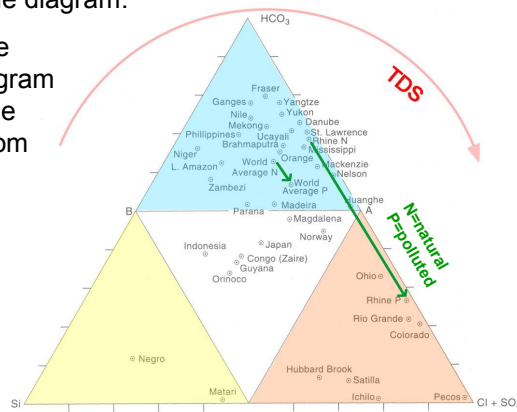 e diagram.
e
gram
e
om
HCO₃
TDS
Fraser
Ganges
Yangtze
Nile
Yukon
Mekong
Danube
Phillippines
Ucayali
St. Lawrence
Brahmaputra
Rhine N
Mississippi
Niger
Orange
L. Amazon
World
Average N
Mackenzie
Nelson
Zambezi
World
Average P
Huanghe
B
Parana
Madeira
A
Magdalena
N=natural
P=polluted
Norway
Indonesia
Japan
Congo (Zaire)
Guyana
Orinoco
Ohio
Rhine P
Rio Grande
Colorado
Negro
Hubbard Brook
Satilla
Matari
Ichilo
Pecos
Si
Cl + SO